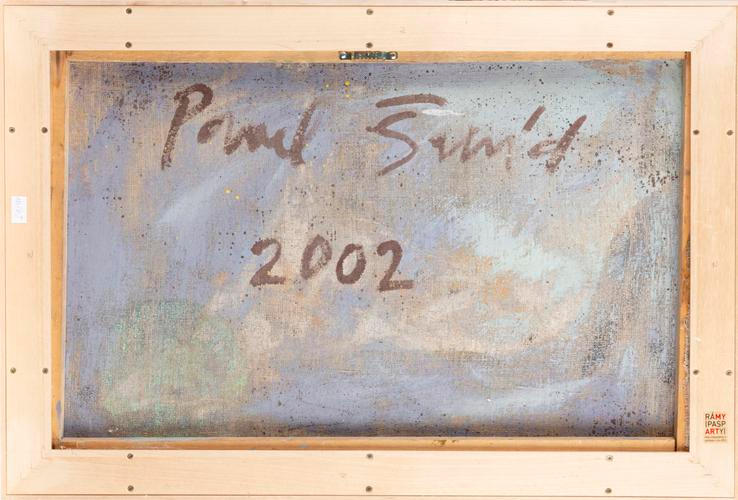 Pavel Šmíd
2002
RÁMY
|PASP
ARTY|